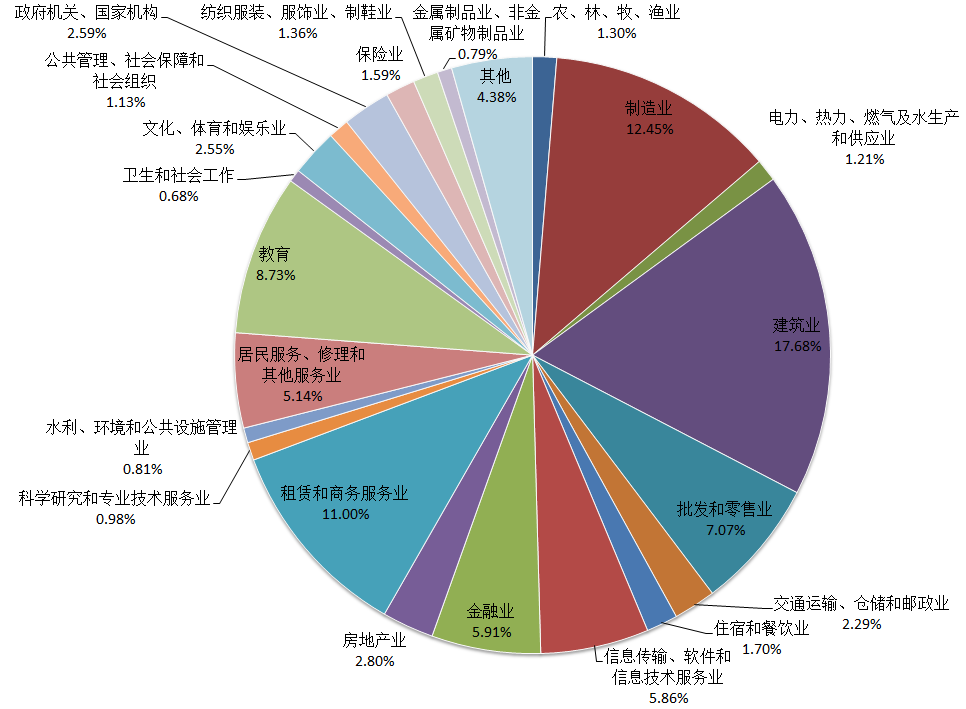 农、林、牧、渔业
1.30%
制造业
12.45%
电力、热力、燃气及水生产
和供应业
1.21%
建筑业
17.68%
批发和零售业
7.07%
交通运输、仓储和邮政业
2.29%
住宿和餐饮业
1.70%
信息传输、软件和
信息技术服务业
5.86%
金融业
5.91%
房地产业
2.80%
租赁和商务服务业
11.00%
科学研究和专业技术服务业
0.98%
水利、环境和公共设施管理
业
0.81%
居民服务、修理和
其他服务业
5.14%
教育
8.73%
卫生和社会工作
0.68%
文化、体育和娱乐业
2.55%
公共管理、社会保障和
社会组织
1.13%
政府机关、国家机构
2.59%
保险业
1.59%
纺织服装、服饰业、制鞋业
1.36%
金属制品业、非金
属矿物制品业
0.79%
其他
4.38%